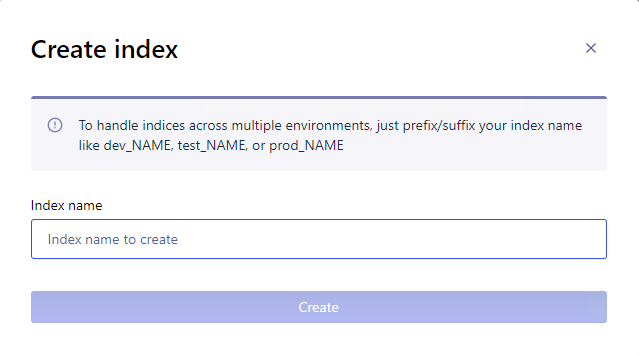 Create index
To handle indices across multiple environments, just prefix/suffix your index name
like dev_NAME, test_NAME, or prod_NAME
Index name
Index name to create
Create